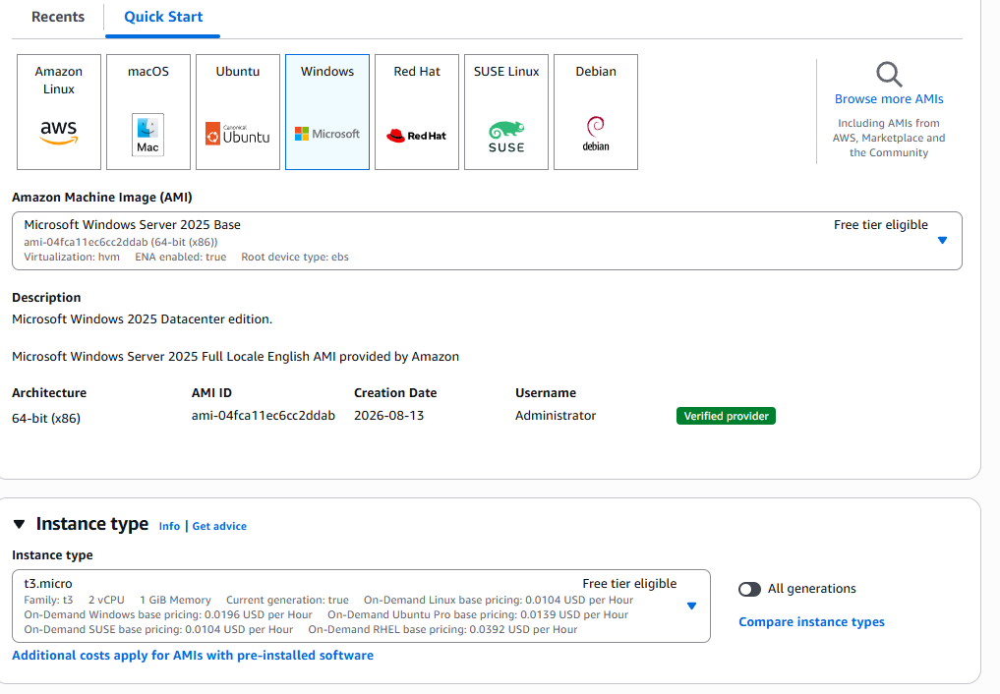 Recents
Quick Start
Amazon
Linux
aws
macOS
Mac
Ubuntu
Canonical
Ubuntu
Windows
Microsoft
Red Hat
Red Hat
SUSE Linux
SUSE
Debian
debian
Browse more AMIs
Including AMIs from
AWS, Marketplace and
the Community
Amazon Machine Image (AMI)
Microsoft Windows Server 2025 Base
Free tier eligible
ami-04fca11ec6cc2ddab (64-bit (x86))
Virtualization: hvm ENA enabled: true Root device type: ebs
Description
Microsoft Windows 2025 Datacenter edition.
Microsoft Windows Server 2025 Full Locale English AMI provided by Amazon
Architecture AMI ID Creation Date Username
64-bit (x86) ami-04fca11ec6cc2ddab 2026-08-13 Administrator Verified provider
Instance type Info | Get advice
Instance type
t3.micro
Free tier eligible
Family: t3 2 vCPU 1 GiB Memory Current generation: true On-Demand Linux base pricing: 0.0104 USD per Hour
On-Demand Windows base pricing: 0.0196 USD per Hour On-Demand Ubuntu Pro base pricing: 0.0139 USD per Hour
On-Demand SUSE base pricing: 0.0104 USD per Hour On-Demand RHEL base pricing: 0.0392 USD per Hour
All generations
Compare instance types
Additional costs apply for AMIs with pre-installed software